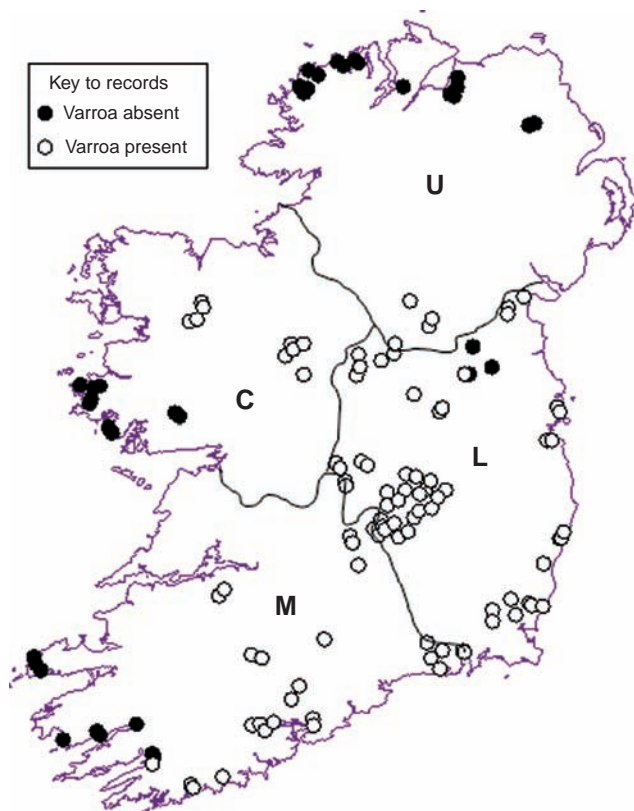 Key to records
Varroa absent
Varroa present
U
C
L
M